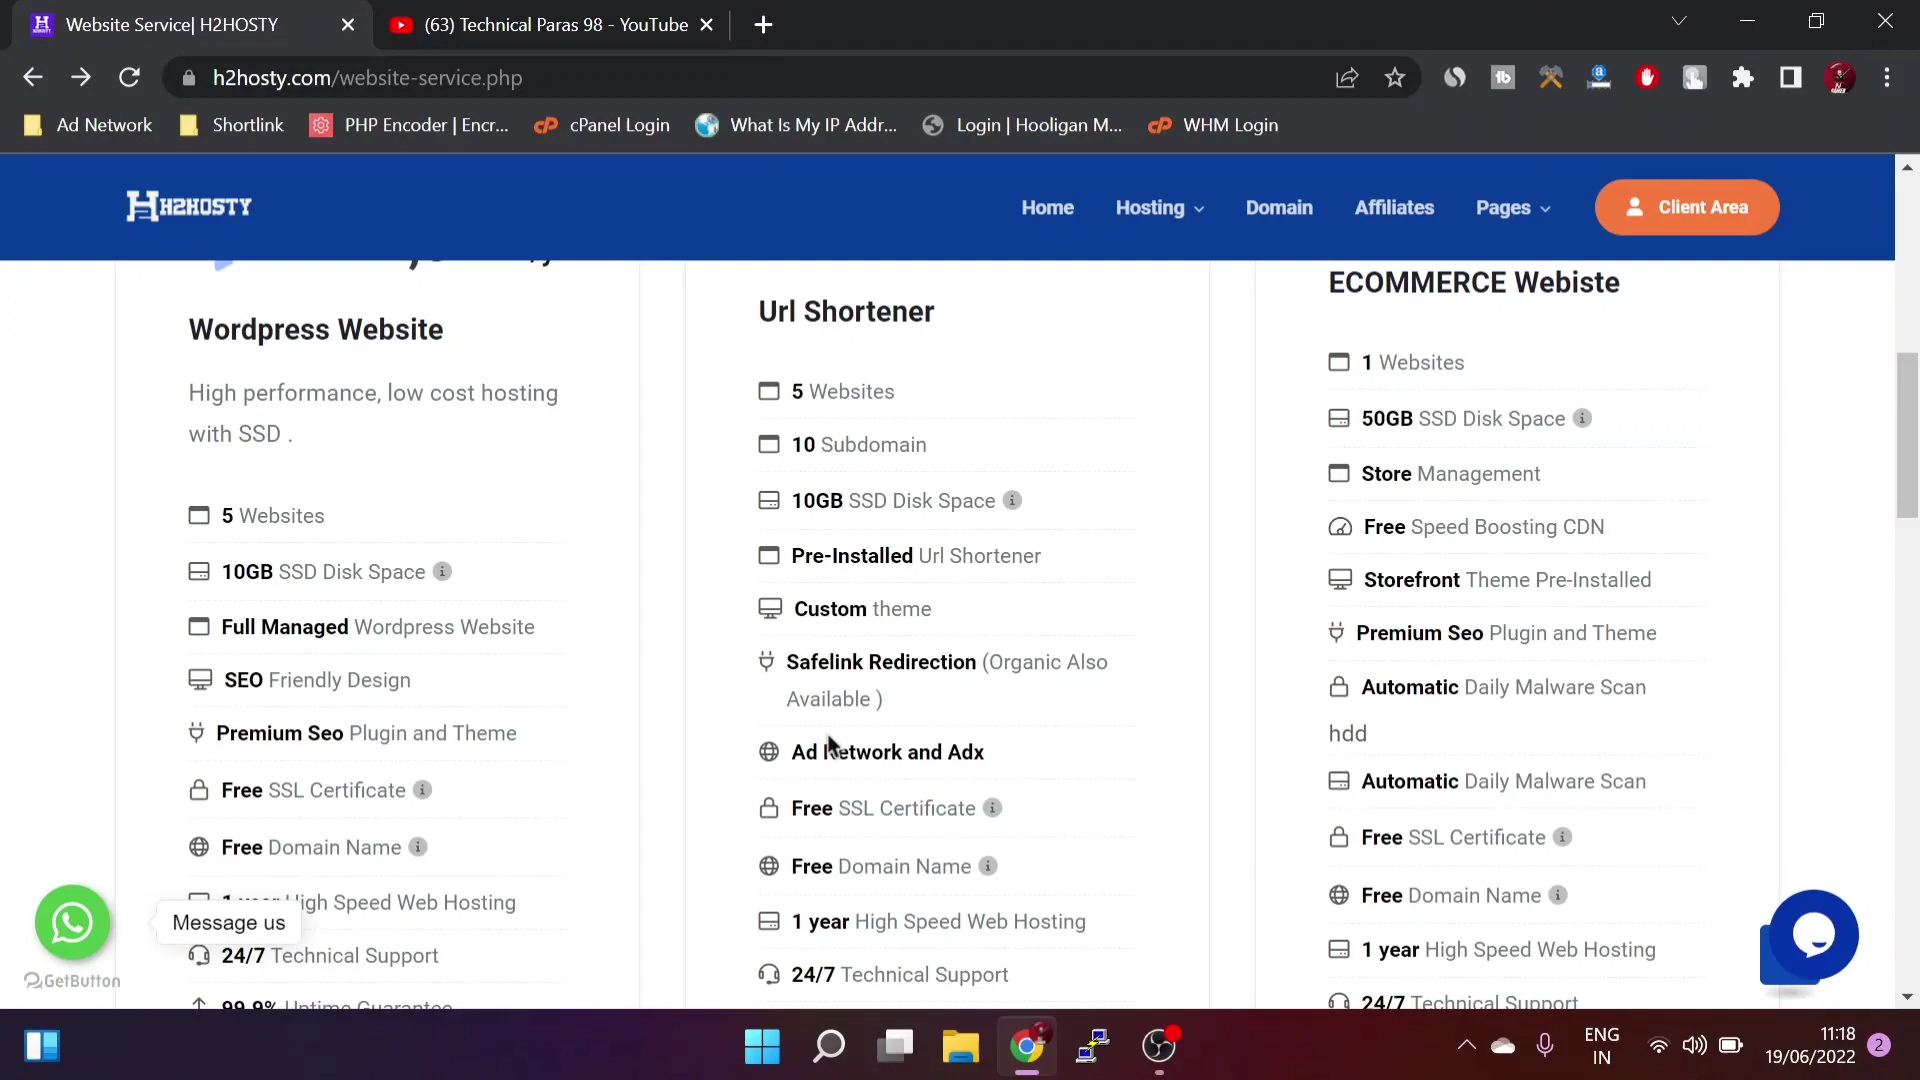 Website Service| H2HOSTY
(63) Technical Paras 98 - YouTube
h2hosty.com/website-service.php
Ad Network
Shortlink
PHP Encoder | Encr...
cPanel Login
What Is My IP Addr...
Login | Hooligan M...
WHM Login
H2HOSTY
Home
Hosting
Domain
Affiliates
Pages
Client Area
Wordpress Website
High performance, low cost hosting
with SSD .
5 Websites
10GB SSD Disk Space
Full Managed Wordpress Website
SEO Friendly Design
Premium Seo Plugin and Theme
Free SSL Certificate
Free Domain Name
1 year High Speed Web Hosting
24/7 Technical Support
99.9% Uptime Guarantee
Url Shortener
5 Websites
10 Subdomain
10GB SSD Disk Space
Pre-Installed Url Shortener
Custom theme
Safelink Redirection (Organic Also
Available )
Ad Network and Adx
Free SSL Certificate
Free Domain Name
1 year High Speed Web Hosting
24/7 Technical Support
ECOMMERCE Webiste
1 Websites
50GB SSD Disk Space
Store Management
Free Speed Boosting CDN
Storefront Theme Pre-Installed
Premium Seo Plugin and Theme
Automatic Daily Malware Scan
hdd
Automatic Daily Malware Scan
Free SSL Certificate
Free Domain Name
1 year High Speed Web Hosting
24/7 Technical Support
Message us
GetButton
ENG
IN
11:18
19/06/2022
2